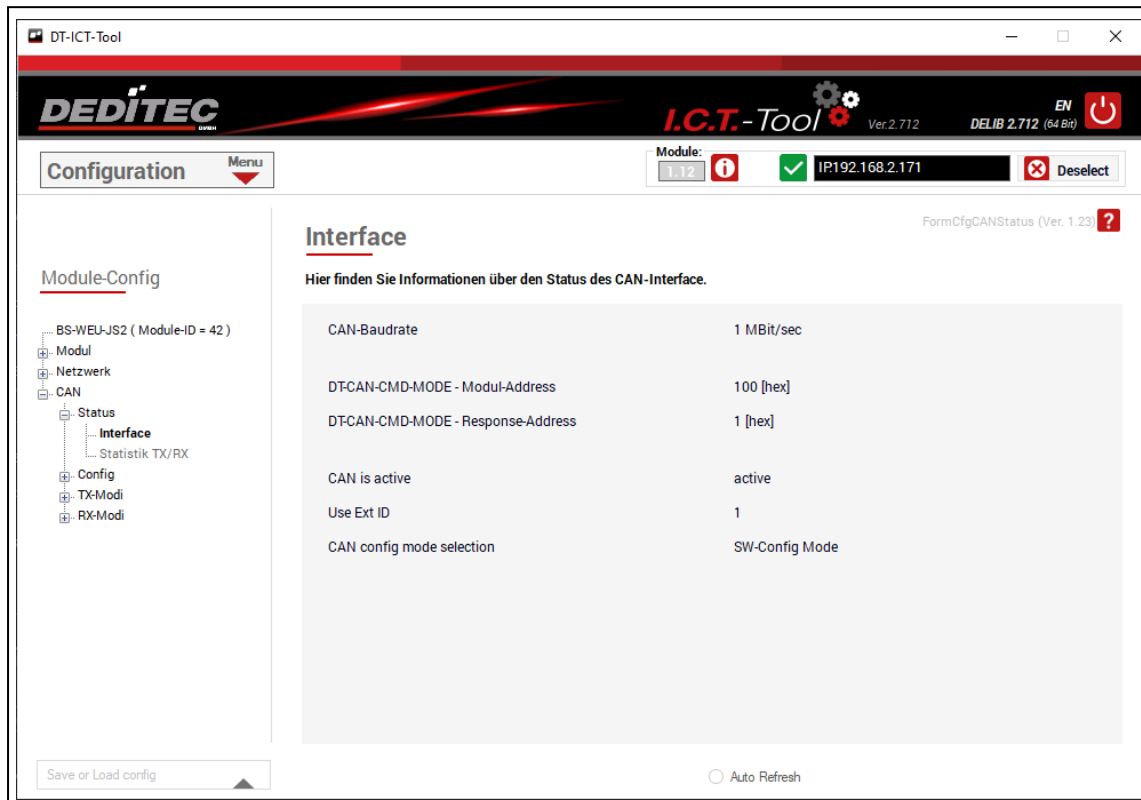 DT-ICT-Tool
DEDITEC
GMBH
I.C.T.-Tool
Ver.2.712
EN
DELIB 2.712 (64 Bit)
Configuration
Menu
Module:
1.12
IP.192.168.2.171
Deselect
FormCfgCANStatus (Ver. 1.23)
?
Interface
Hier finden Sie Informationen über den Status des CAN-Interface.
Module-Config
BS-WEU-JS2 ( Module-ID = 42 )
Modul
Netzwerk
CAN
Status
Interface
Statistik TX/RX
Config
TX-Modi
RX-Modi
CAN-Baudrate 1 MBit/sec
DT-CAN-CMD-MODE - Modul-Address 100 [hex]
DT-CAN-CMD-MODE - Response-Address 1 [hex]
CAN is active active
Use Ext ID 1
CAN config mode selection SW-Config Mode
Save or Load config
Auto Refresh